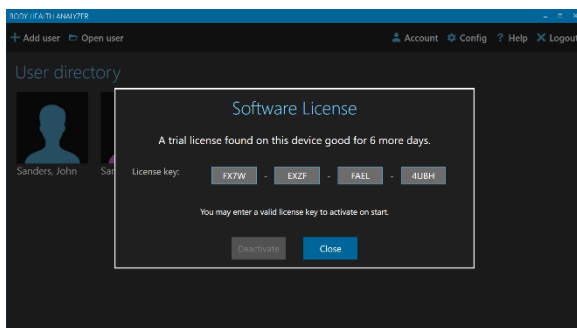 BODY HEALTH ANALYZER
+ Add user Open user Account Config ? Help X Logout
User directory
Software License
A trial license found on this device good for 6 more days.
Sanders, John
License key: FX7W - EXZF - FAEL - 4UBH
You may enter a valid license key to activate on start.
Deactivate Close